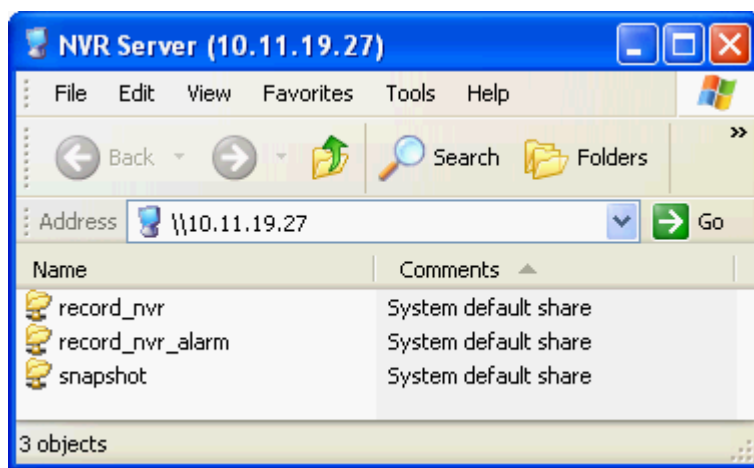 NVR Server (10.11.19.27)
File Edit View Favorites Tools Help
Back Search Folders »
Address \\10.11.19.27 Go
Name Comments
record_nvr System default share
record_nvr_alarm System default share
snapshot System default share
3 objects